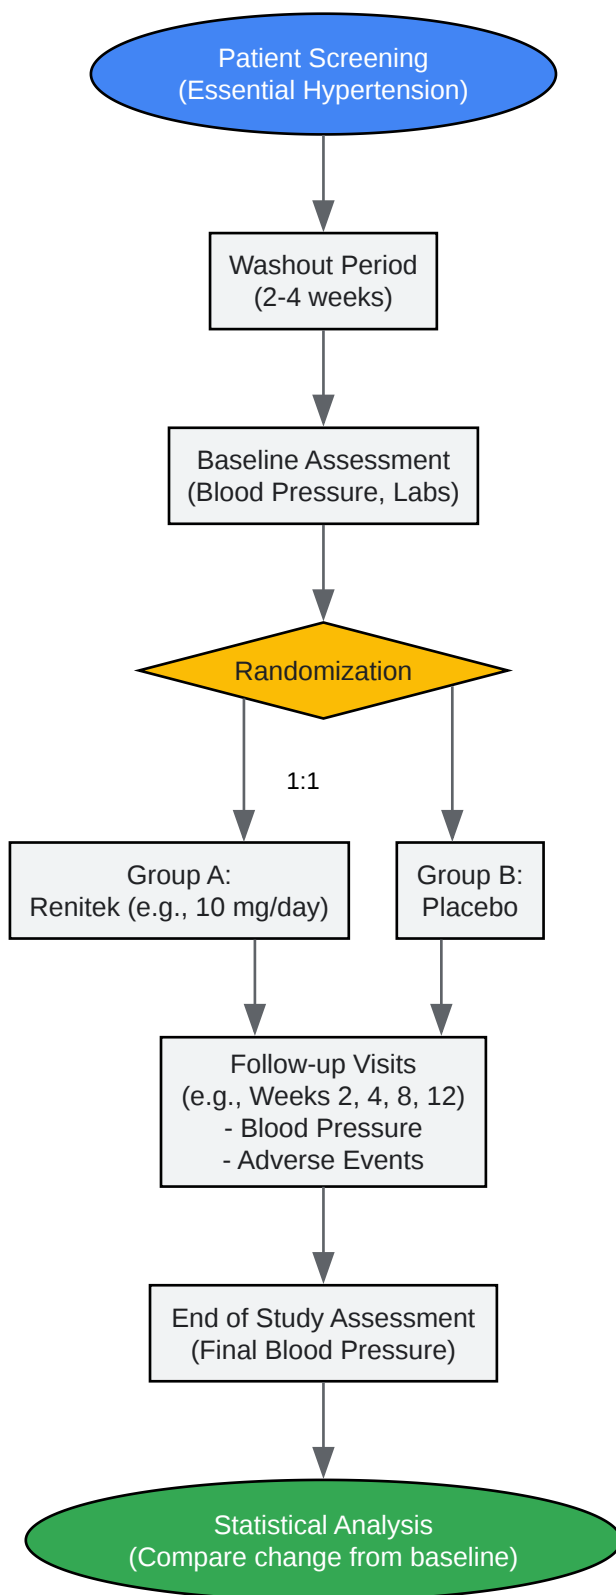 Patient Screening
(Essential Hypertension)
Washout Period
(2-4 weeks)
Baseline Assessment
(Blood Pressure, Labs)
Randomization
1:1
Group A:
Renitek (e.g., 10 mg/day)
Group B:
Placebo
Follow-up Visits
(e.g., Weeks 2, 4, 8, 12)
- Blood Pressure
- Adverse Events
End of Study Assessment
(Final Blood Pressure)
Statistical Analysis
(Compare change from baseline)